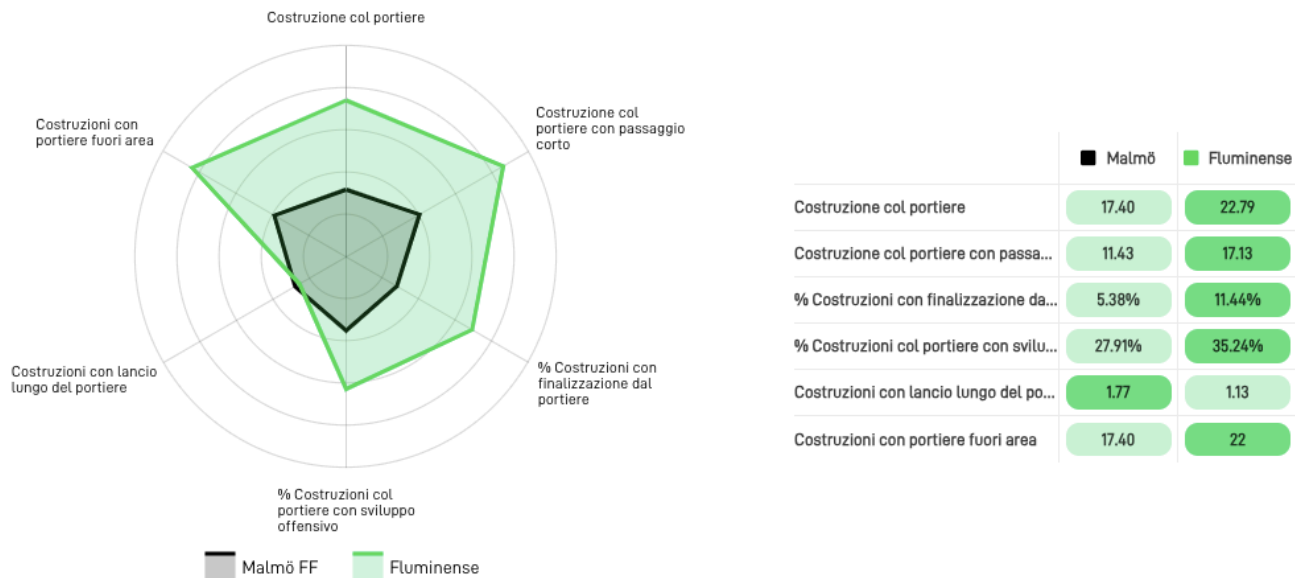 Costruzione col portiere
Costruzioni con
portiere fuori area
Costruzione col
portiere con passaggio
corto
Costruzioni con lancio
lungo del portiere
% Costruzioni con
finalizzazione dal
portiere
% Costruzioni col
portiere con sviluppo
offensivo
Malmö FF Fluminense
Malmö Fluminense
Costruzione col portiere 17.40 22.79
Costruzione col portiere con passa... 11.43 17.13
% Costruzioni con finalizzazione da... 5.38% 11.44%
% Costruzioni col portiere con svilu... 27.91% 35.24%
Costruzioni con lancio lungo del po... 1.77 1.13
Costruzioni con portiere fuori area 17.40 22